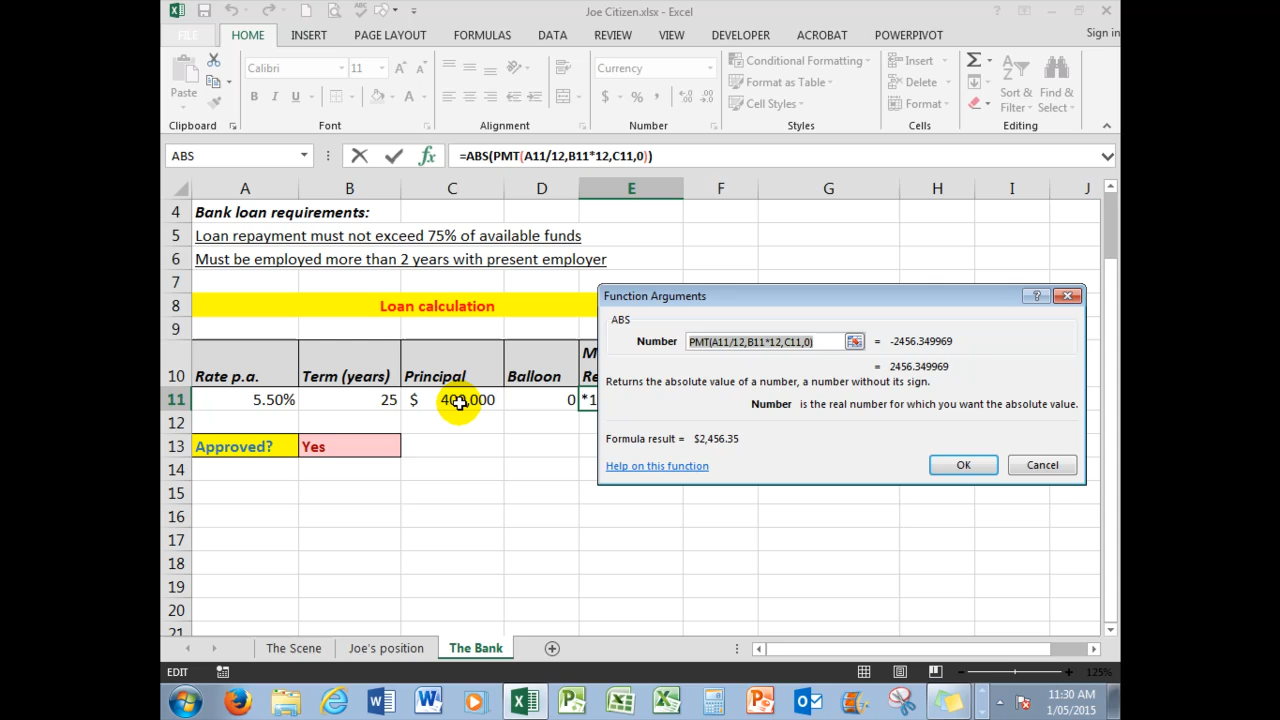 Joe Citizen.xlsx - Excel
FILE HOME INSERT PAGE LAYOUT FORMULAS DATA REVIEW VIEW DEVELOPER ACROBAT POWERPIVOT Sign in
Paste
Calibri 11
B I U A
Currency
$ % ,
Conditional Formatting
Format as Table
Cell Styles
Insert
Delete
Format
Sort & Filter
Find & Select
Clipboard Font Alignment Number Styles Cells Editing
ABS fx =ABS(PMT(A11/12,B11*12,C11,0))
A B C D E F G H I J
4 Bank loan requirements:
5 Loan repayment must not exceed 75% of available funds
6 Must be employed more than 2 years with present employer
7
8 Loan calculation
9
10 Rate p.a. Term (years) Principal Balloon
11 5.50% 25 $ 400,000 0 *1
12
13 Approved? Yes
14
15
16
17
18
19
20
21
Function Arguments
ABS
Number PMT(A11/12,B11*12,C11,0) = -2456.349969
= 2456.349969
Returns the absolute value of a number, a number without its sign.
Number is the real number for which you want the absolute value.
Formula result = $2,456.35
Help on this function
OK Cancel
The Scene Joe's position The Bank
EDIT 125%
11:30 AM
1/05/2015